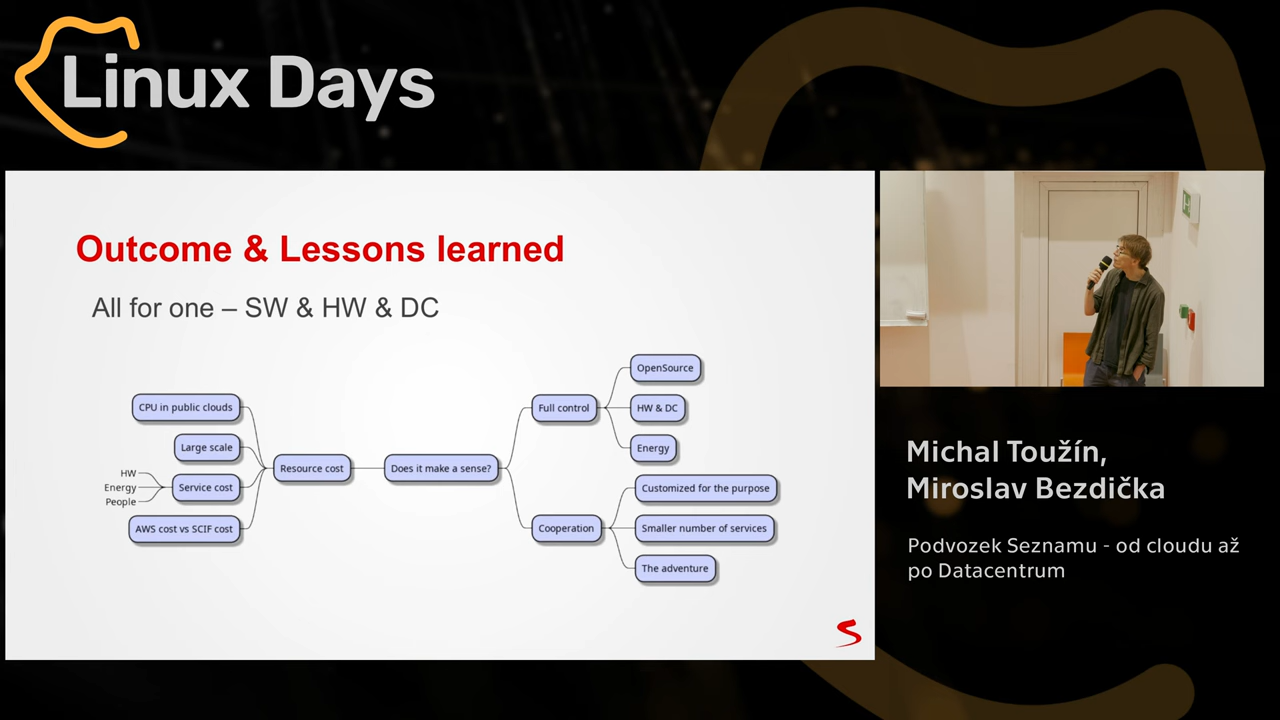 Linux Days
Outcome & Lessons learned
All for one – SW & HW & DC
CPU in public clouds
Large scale
HW
Energy
People
Service cost
AWS cost vs SCIF cost
Resource cost
Does it make a sense?
Full control
OpenSource
HW & DC
Energy
Cooperation
Customized for the purpose
Smaller number of services
The adventure
Michal Toužín,
Miroslav Bezdička
Podvozek Seznamu - od cloudu až
po Datacentrum